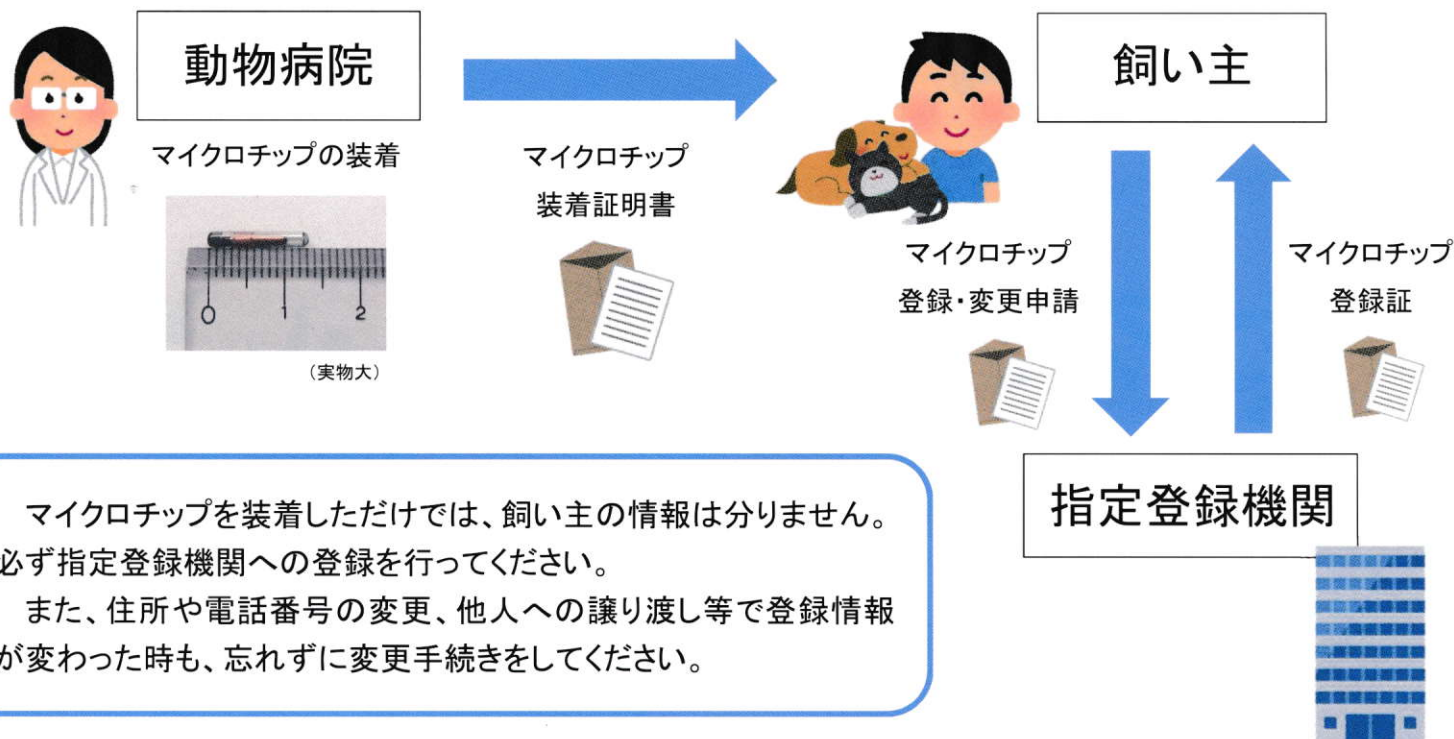 動物病院
飼い主
マイクロチップの装着
マイクロチップ
装着証明書
0 1 2
(実物大)
マイクロチップ
登録・変更申請
マイクロチップ
登録証
指定登録機関
マイクロチップを装着しただけでは、飼い主の情報は分りません。
必ず指定登録機関への登録を行ってください。
また、住所や電話番号の変更、他人への譲り渡し等で登録情報
が変わった時も、忘れずに変更手続きをしてください。